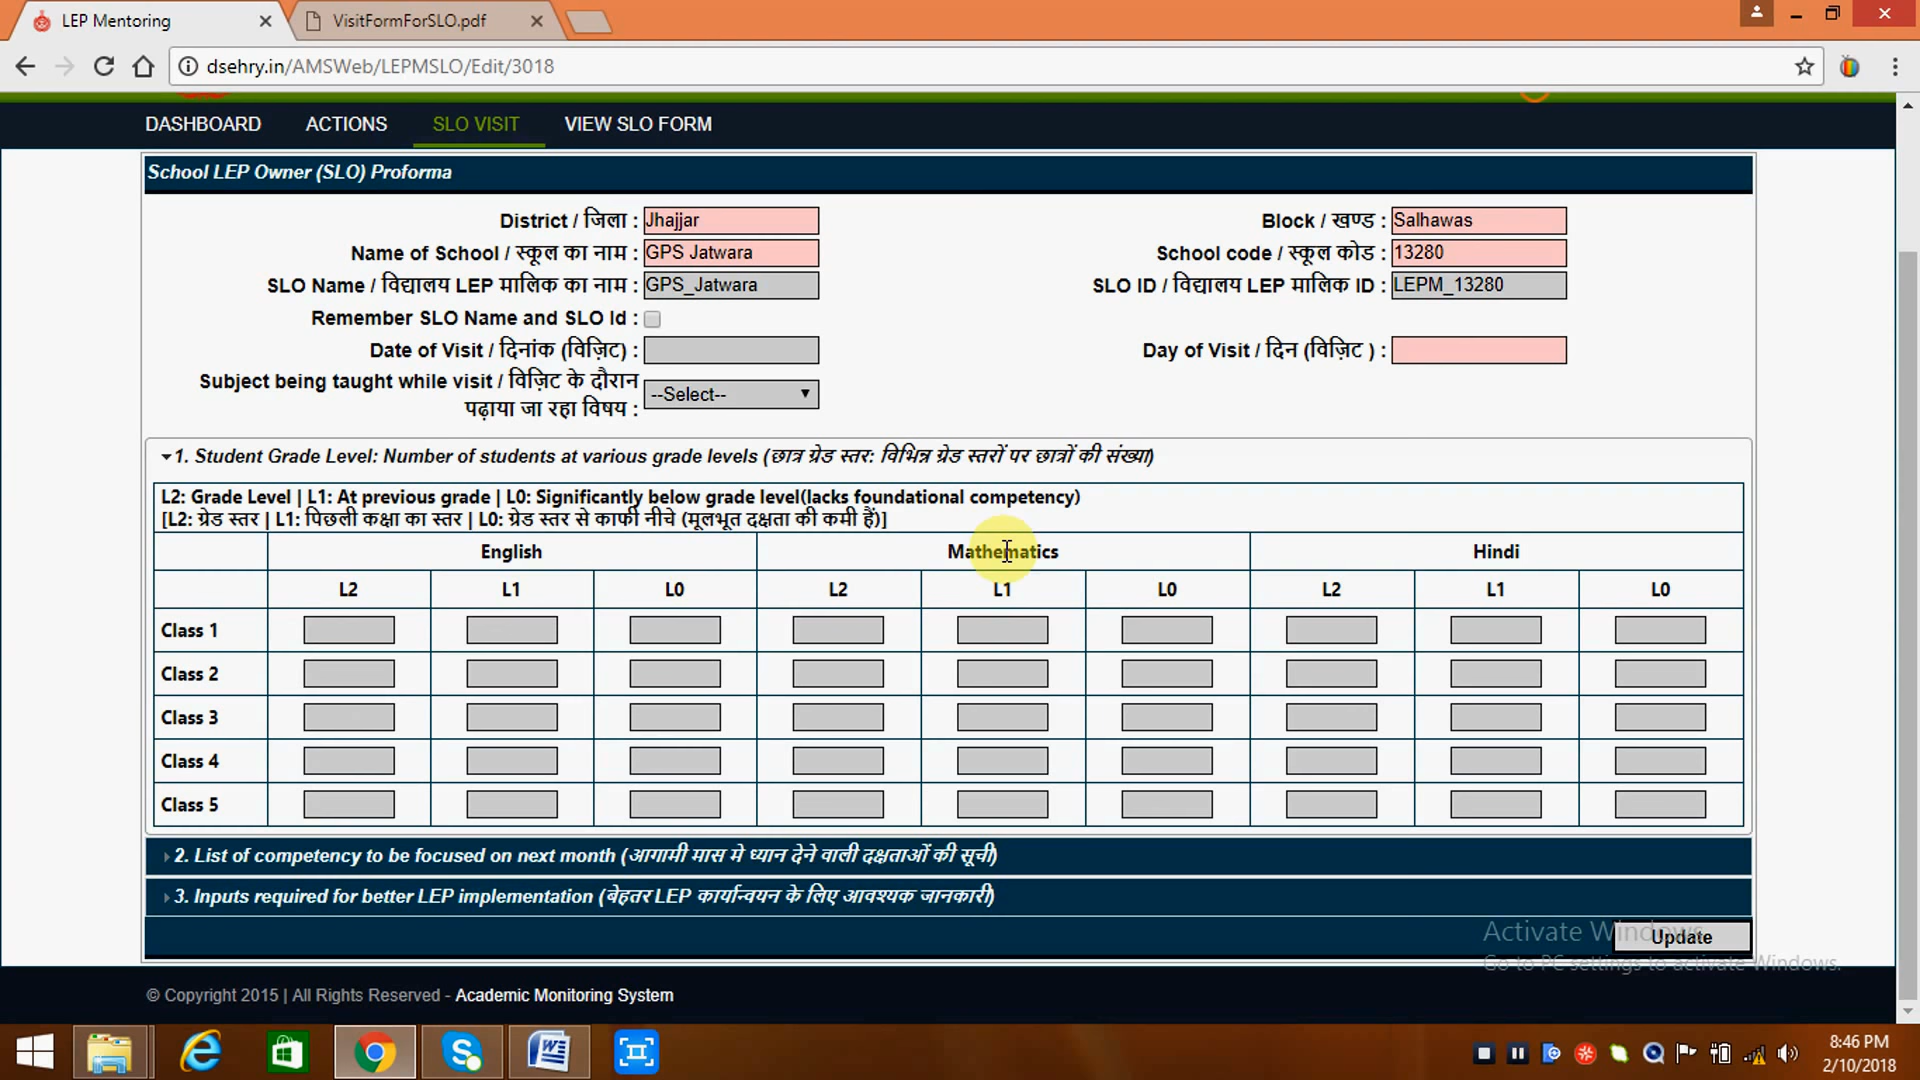 LEP Mentoring
VisitFormForSLO.pdf
dsehry.in/AMSWeb/LEPMSLO/Edit/3018
DASHBOARD ACTIONS SLO VISIT VIEW SLO FORM
School LEP Owner (SLO) Proforma
District / जिला : Jhajjar
Block / खण्ड : Salhawas
Name of School / स्कूल का नाम : GPS Jatwara
School code / स्कूल कोड : 13280
SLO Name / विद्यालय LEP मालिक का नाम : GPS_Jatwara
SLO ID / विद्यालय LEP मालिक ID : LEPM_13280
Remember SLO Name and SLO Id :
Date of Visit / दिनांक (विज़िट) :
Day of Visit / दिन (विज़िट ) :
Subject being taught while visit / विज़िट के दौरान
पढ़ाया जा रहा विषय : --Select--
1. Student Grade Level: Number of students at various grade levels (छात्र ग्रेड स्तर: विभिन्न ग्रेड स्तरों पर छात्रों की संख्या)
L2: Grade Level | L1: At previous grade | L0: Significantly below grade level(lacks foundational competency)
[L2: ग्रेड स्तर | L1: पिछली कक्षा का स्तर | L0: ग्रेड स्तर से काफी नीचे (मूलभूत दक्षता की कमी हैं)]
English Mathematics Hindi
L2 L1 L0 L2 L1 L0 L2 L1 L0
Class 1
Class 2
Class 3
Class 4
Class 5
2. List of competency to be focused on next month (आगामी मास मे ध्यान देने वाली दक्षताओं की सूची)
3. Inputs required for better LEP implementation (बेहतर LEP कार्यान्वयन के लिए आवश्यक जानकारी)
Activate Windows
Update
Go to PC settings to activate Windows.
© Copyright 2015 | All Rights Reserved - Academic Monitoring System
8:46 PM
2/10/2018